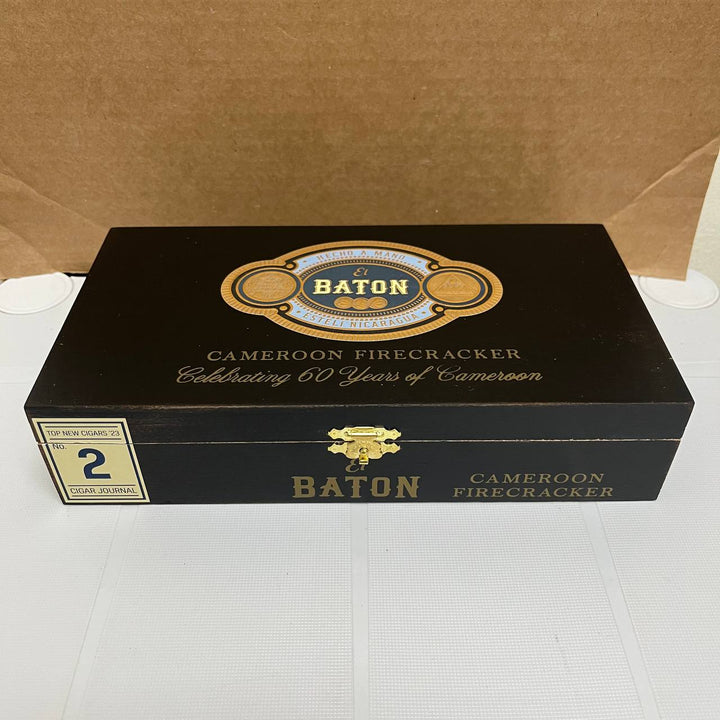 HECHO A MANO
El
BATON
ESTELI NICARAGUA
CAMEROON FIRECRACKER
Celebrating 60 Years of Cameroon
TOP NEW CIGARS '23
No.
2
CIGAR JOURNAL
El
BATON
CAMEROON
FIRECRACKER